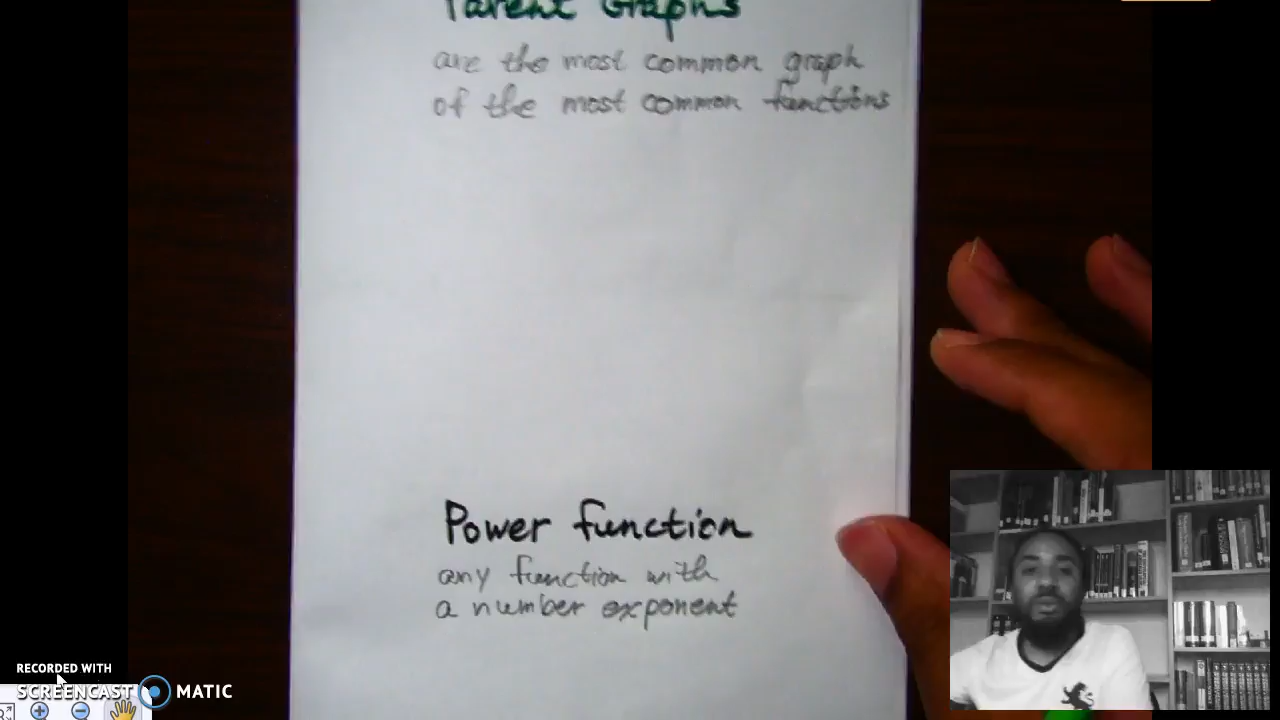 Parent Graphs
are the most common graph
of the most common functions
Power function
any function with
a number exponent
RECORDED WITH
SCREENCAST MATIC